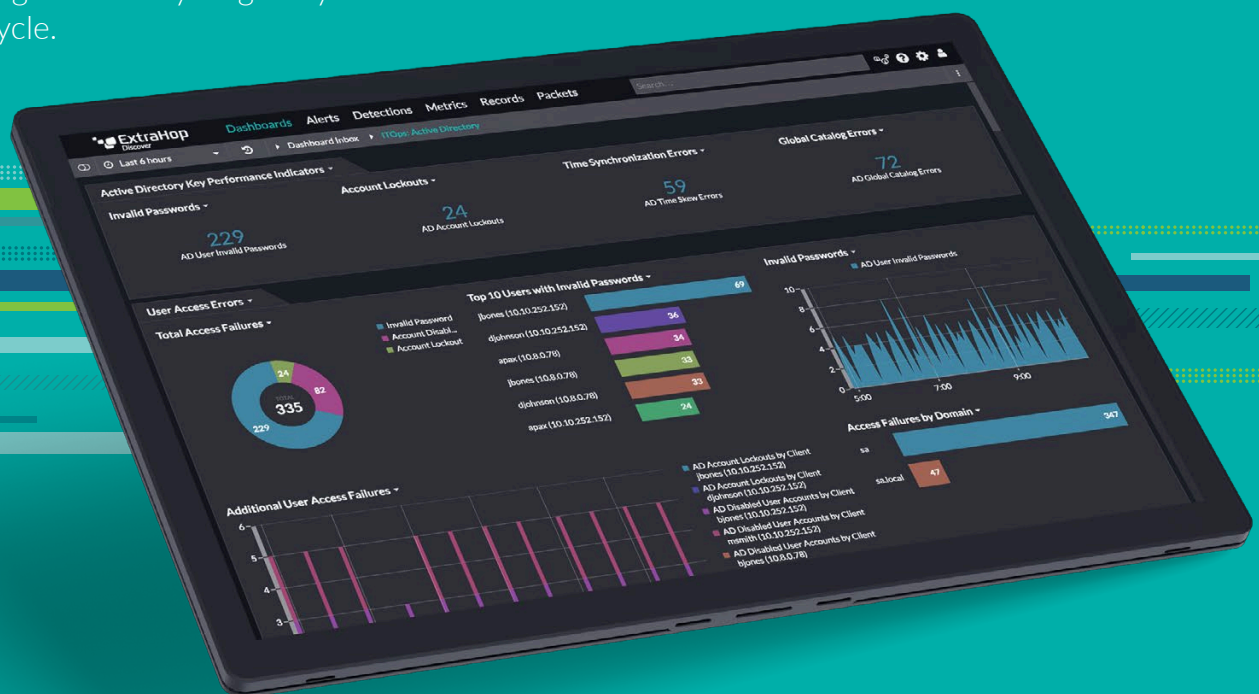 ycle.
ExtraHop
Discover
Dashboards Alerts Detections Metrics Records Packets
Search...
Last 6 hours
Dashboard Inbox
ITOps: Active Directory
Active Directory Key Performance Indicators
Invalid Passwords
229
AD User Invalid Passwords
Account Lockouts
24
AD Account Lockouts
Time Synchronization Errors
59
AD Time Skew Errors
Global Catalog Errors
72
AD Global Catalog Errors
User Access Errors
Total Access Failures
Invalid Password
Account Disabl...
Account Lockout
24
82
TOTAL
335
229
Top 10 Users with Invalid Passwords
jbones (10.10.252.152)
69
djohnson (10.10.252.152)
36
apax (10.8.0.78)
34
jbones (10.8.0.78)
33
djohnson (10.8.0.78)
33
apax (10.10.252.152)
24
Invalid Passwords
AD User Invalid Passwords
10
8
6
4
2
0
5:00
7:00
9:00
Access Failures by Domain
sa
347
sa.local
47
Additional User Access Failures
6
5
4
3
AD Account Lockouts by Client
jbones (10.10.252.152)
AD Account Lockouts by Client
djohnson (10.10.252.152)
AD Disabled User Accounts by Client
bjones (10.10.252.152)
AD Disabled User Accounts by Client
msmith (10.10.252.152)
AD Disabled User Accounts by Client
bjones (10.8.0.78)